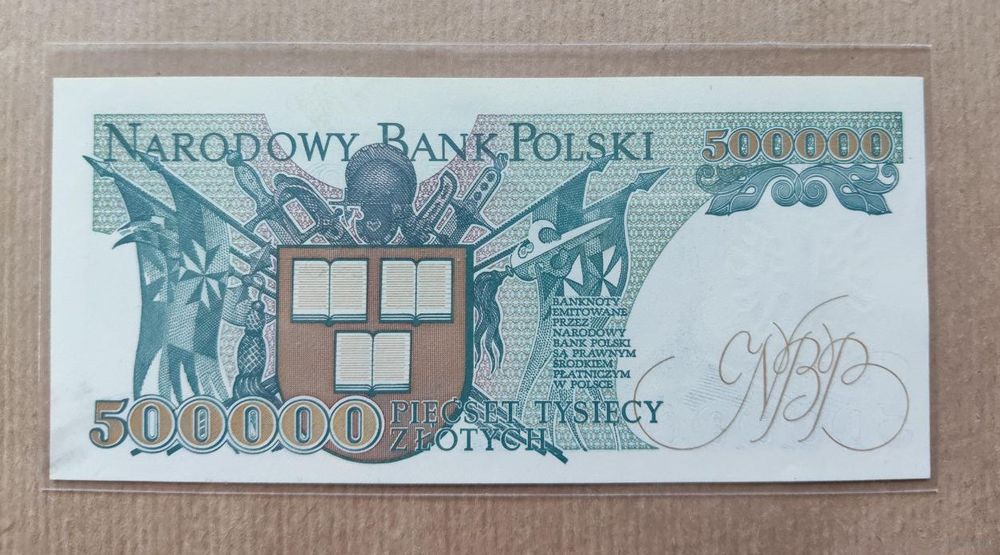 NARODOWY BANK POLSKI
500000
BANKNOTY
EMITOWANE
PRZEZ
NARODOWY
BANK POLSKI
SĄ PRAWNYM
ŚRODKIEM
PŁATNICZYM
W POLSCE
NBP
500000
PIĘĆSET TYSIĘCY
ZŁOTYCH